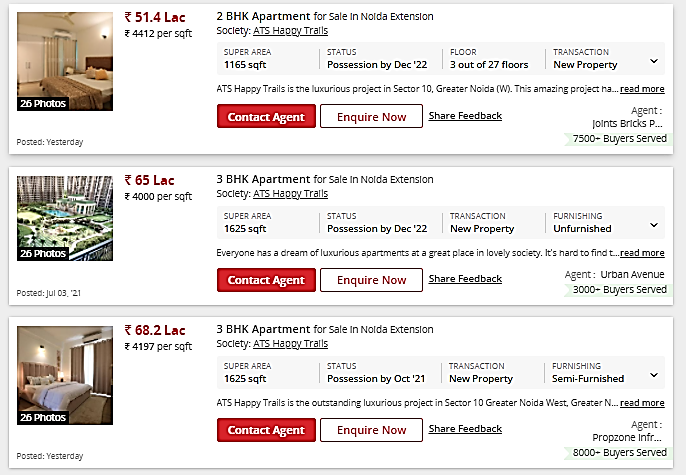 ₹ 51.4 Lac
₹ 4412 per sqft
26 Photos
Posted: Yesterday
2 BHK Apartment for Sale in Noida Extension
Society: ATS Happy Trails
SUPER AREA STATUS FLOOR TRANSACTION
1165 sqft Possession by Dec '22 3 out of 27 floors New Property
ATS Happy Trails is the luxurious project in Sector 10, Greater Noida (W). This amazing project ha... read more
Contact Agent Enquire Now Share Feedback
Agent :
Joints Bricks P...
7500+ Buyers Served
₹ 65 Lac
₹ 4000 per sqft
26 Photos
Posted: Jul 03, '21
3 BHK Apartment for Sale in Noida Extension
Society: ATS Happy Trails
SUPER AREA STATUS TRANSACTION FURNISHING
1625 sqft Possession by Dec '22 New Property Unfurnished
Everyone has a dream of luxurious apartments at a great place in lovely society. It's hard to find t... read more
Contact Agent Enquire Now Share Feedback
Agent : Urban Avenue
3000+ Buyers Served
₹ 68.2 Lac
₹ 4197 per sqft
26 Photos
Posted: Yesterday
3 BHK Apartment for Sale in Noida Extension
Society: ATS Happy Trails
SUPER AREA STATUS TRANSACTION FURNISHING
1625 sqft Possession by Oct '21 New Property Semi-Furnished
ATS Happy Trails is the outstanding luxurious project in Sector 10 Greater Noida West, Greater N... read more
Contact Agent Enquire Now Share Feedback
Agent :
Propzone Infr...
8000+ Buyers Served